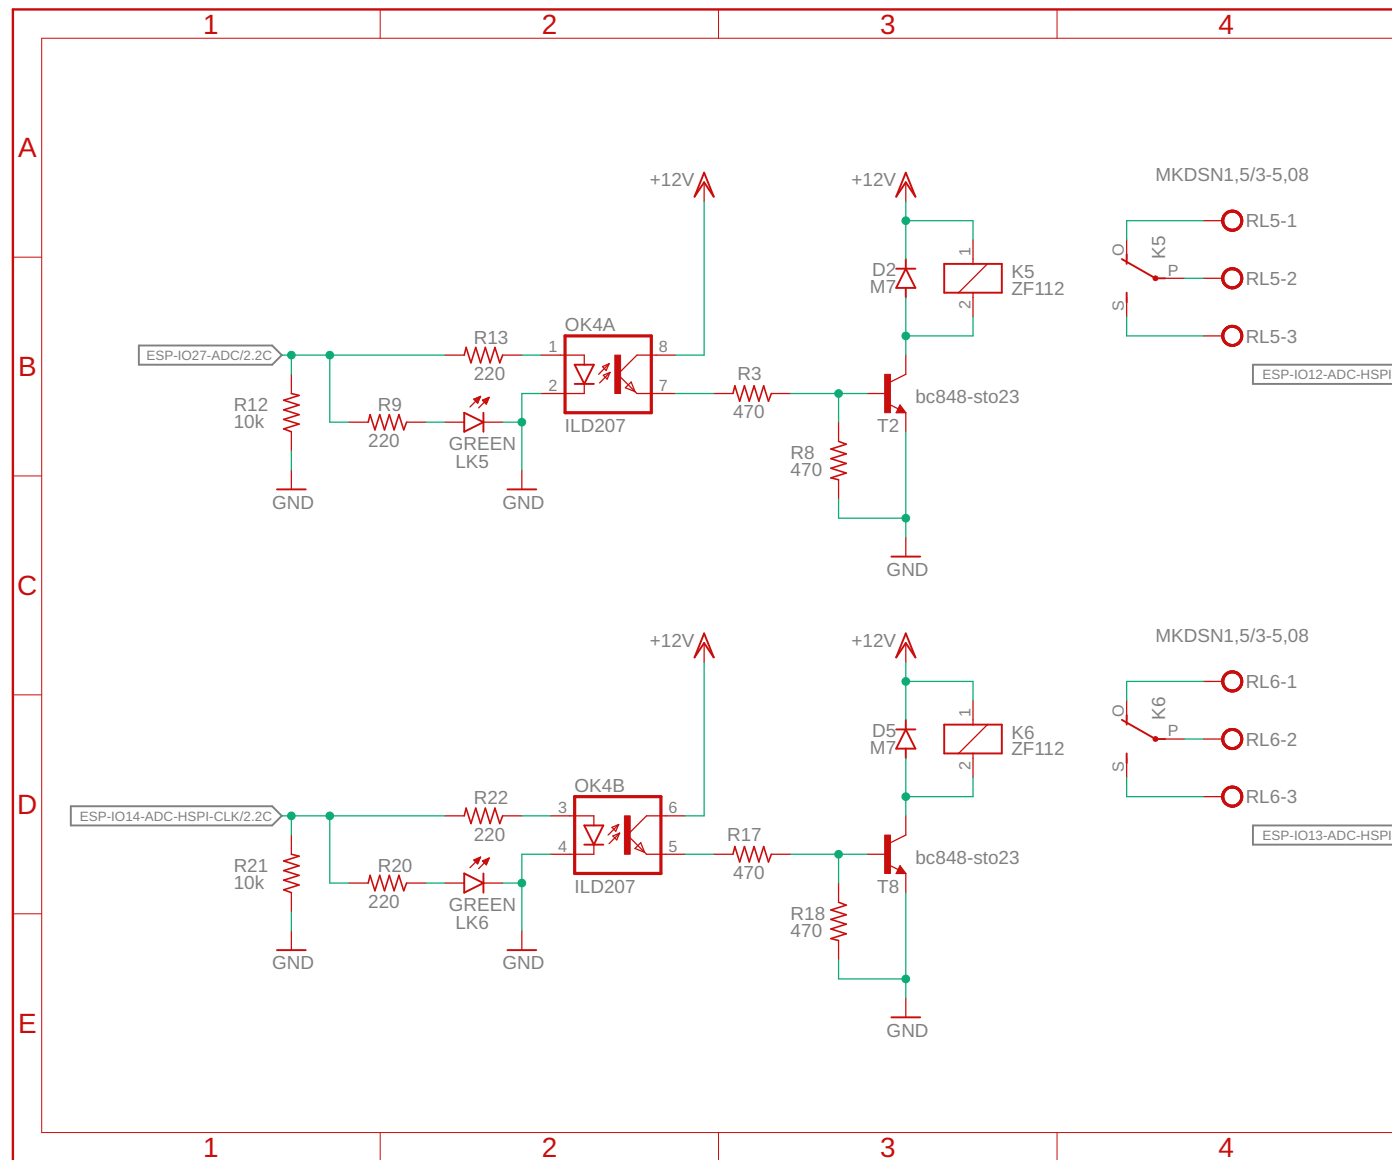 1 2 3 4
A
B
C
D
E
+12V
+12V
MKDSN1,5/3-5,08
RL5-1
O
K5
P
RL5-2
S
RL5-3
D2
M7
1
2
K5
ZF112
OK4A
ESP-IO27-ADC/2.2C
R13
220
1
2
8
7
ILD207
R12
10k
R9
220
GREEN
LK5
GND
GND
R3
470
R8
470
bc848-sto23
T2
GND
ESP-IO12-ADC-HSPI
+12V
+12V
MKDSN1,5/3-5,08
RL6-1
O
K6
P
RL6-2
S
RL6-3
D5
M7
1
2
K6
ZF112
OK4B
ESP-IO14-ADC-HSPI-CLK/2.2C
R22
220
3
4
6
5
ILD207
R21
10k
R20
220
GREEN
LK6
GND
GND
R17
470
R18
470
bc848-sto23
T8
GND
ESP-IO13-ADC-HSPI
1 2 3 4